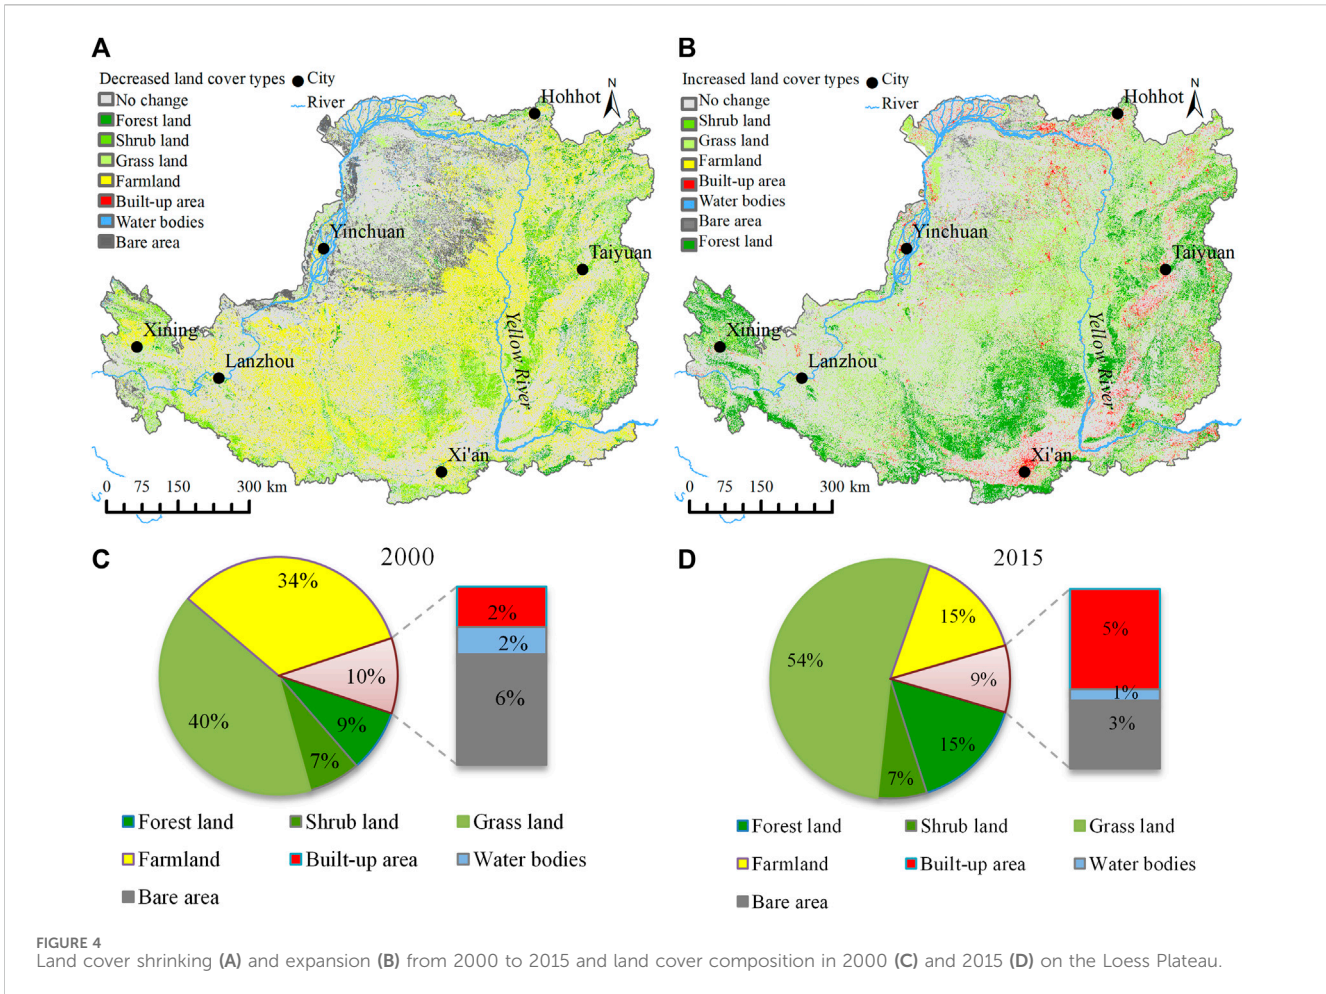 A
Decreased land cover types
City
River
No change
Forest land
Shrub land
Grass land
Farmland
Built-up area
Water bodies
Bare area
N
Hohhot
Yinchuan
Taiyuan
Xining
Lanzhou
Yellow River
Xi'an
0 75 150 300 km
B
Increased land cover types
City
River
No change
Shrub land
Grass land
Farmland
Built-up area
Water bodies
Bare area
Forest land
N
Hohhot
Yinchuan
Taiyuan
Xining
Lanzhou
Yellow River
Xi'an
0 75 150 300 km
C
2000
34%
10%
9%
7%
40%
2%
2%
6%
Forest land Shrub land Grass land
Farmland Built-up area Water bodies
Bare area
D
2015
15%
9%
15%
7%
54%
5%
1%
3%
Forest land Shrub land Grass land
Farmland Built-up area Water bodies
Bare area
FIGURE 4
Land cover shrinking (A) and expansion (B) from 2000 to 2015 and land cover composition in 2000 (C) and 2015 (D) on the Loess Plateau.